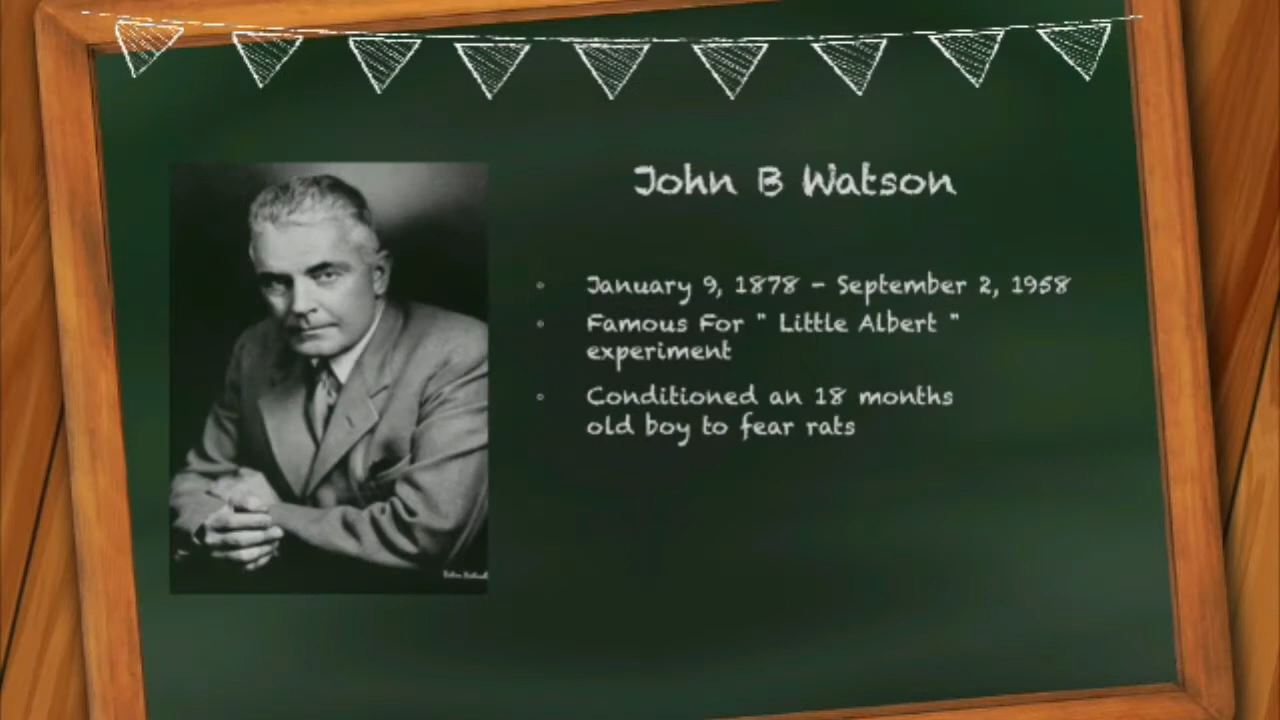 John B Watson
◦ January 9, 1878 - September 2, 1958
◦ Famous For " Little Albert "
experiment
◦ Conditioned an 18 months
old boy to fear rats